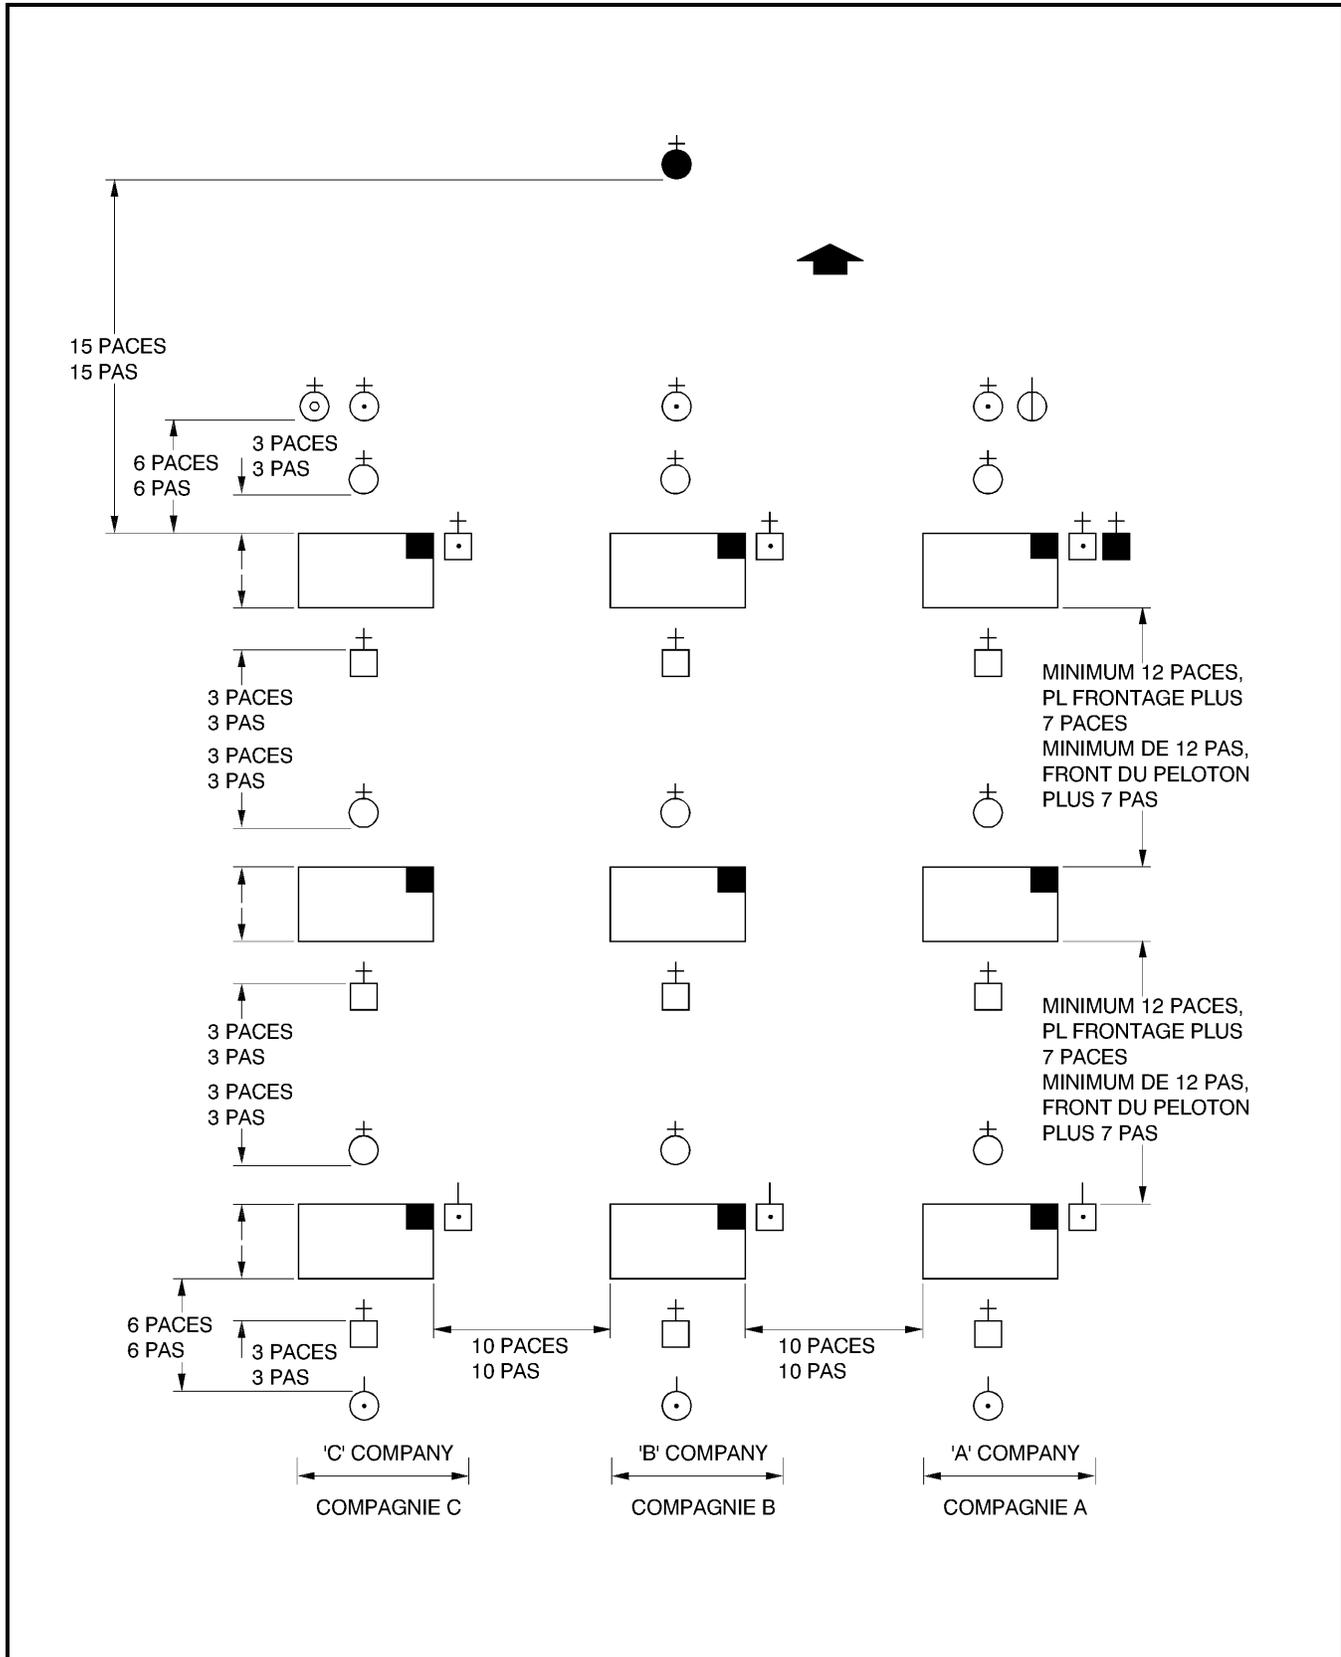 15 PACES
15 PAS
3 PACES
3 PAS
6 PACES
6 PAS
3 PACES
3 PAS
3 PACES
3 PAS
MINIMUM 12 PACES,
PL FRONTAGE PLUS
7 PACES
MINIMUM DE 12 PAS,
FRONT DU PELOTON
PLUS 7 PAS
3 PACES
3 PAS
3 PACES
3 PAS
MINIMUM 12 PACES,
PL FRONTAGE PLUS
7 PACES
MINIMUM DE 12 PAS,
FRONT DU PELOTON
PLUS 7 PAS
6 PACES
6 PAS
3 PACES
3 PAS
10 PACES
10 PAS
10 PACES
10 PAS
'C' COMPANY
'B' COMPANY
'A' COMPANY
COMPAGNIE C
COMPAGNIE B
COMPAGNIE A